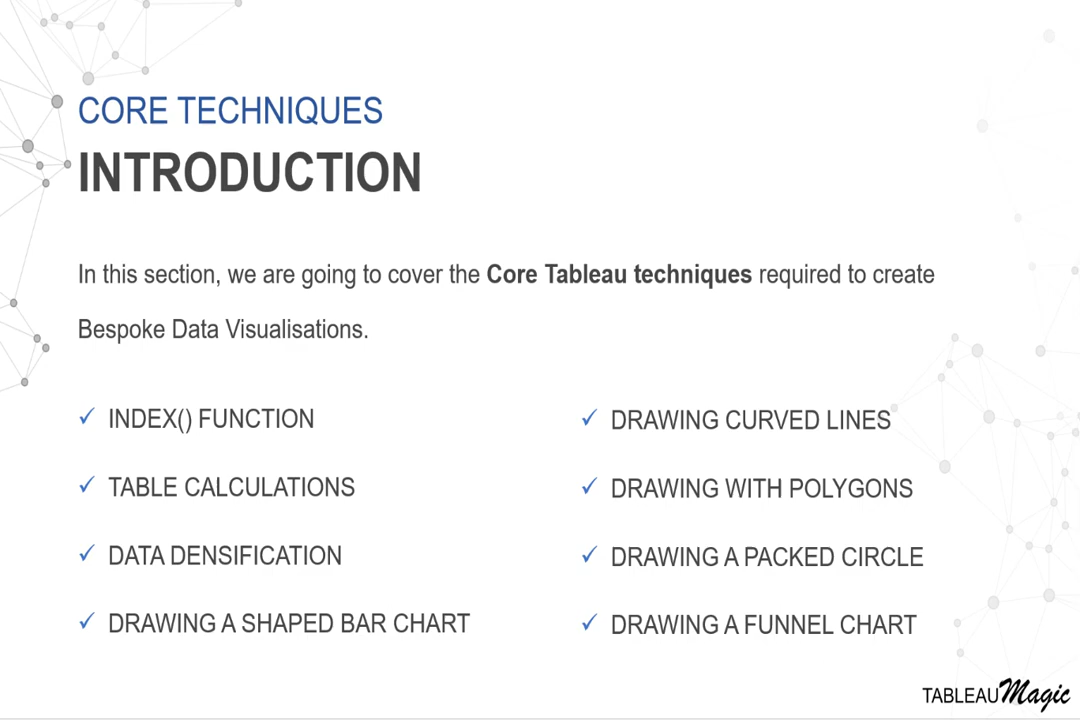 CORE TECHNIQUES
INTRODUCTION
In this section, we are going to cover the Core Tableau techniques required to create
Bespoke Data Visualisations.
✓ INDEX() FUNCTION
✓ TABLE CALCULATIONS
✓ DATA DENSIFICATION
✓ DRAWING A SHAPED BAR CHART
✓ DRAWING CURVED LINES
✓ DRAWING WITH POLYGONS
✓ DRAWING A PACKED CIRCLE
✓ DRAWING A FUNNEL CHART
TABLEAU Magic